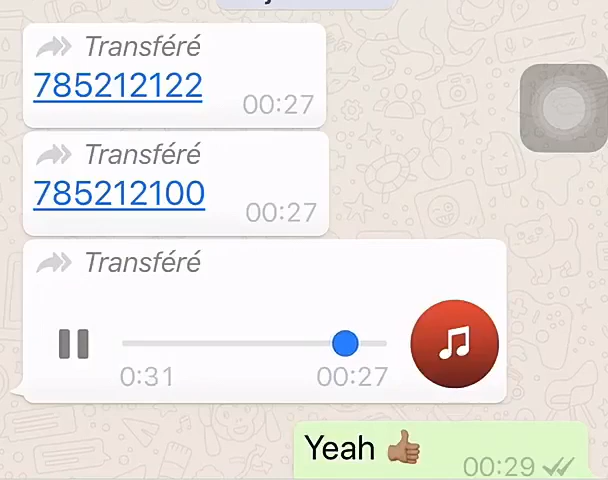 Transféré
785212122
00:27
Transféré
785212100
00:27
Transféré
0:31 00:27
Yeah 👍🏽
00:29